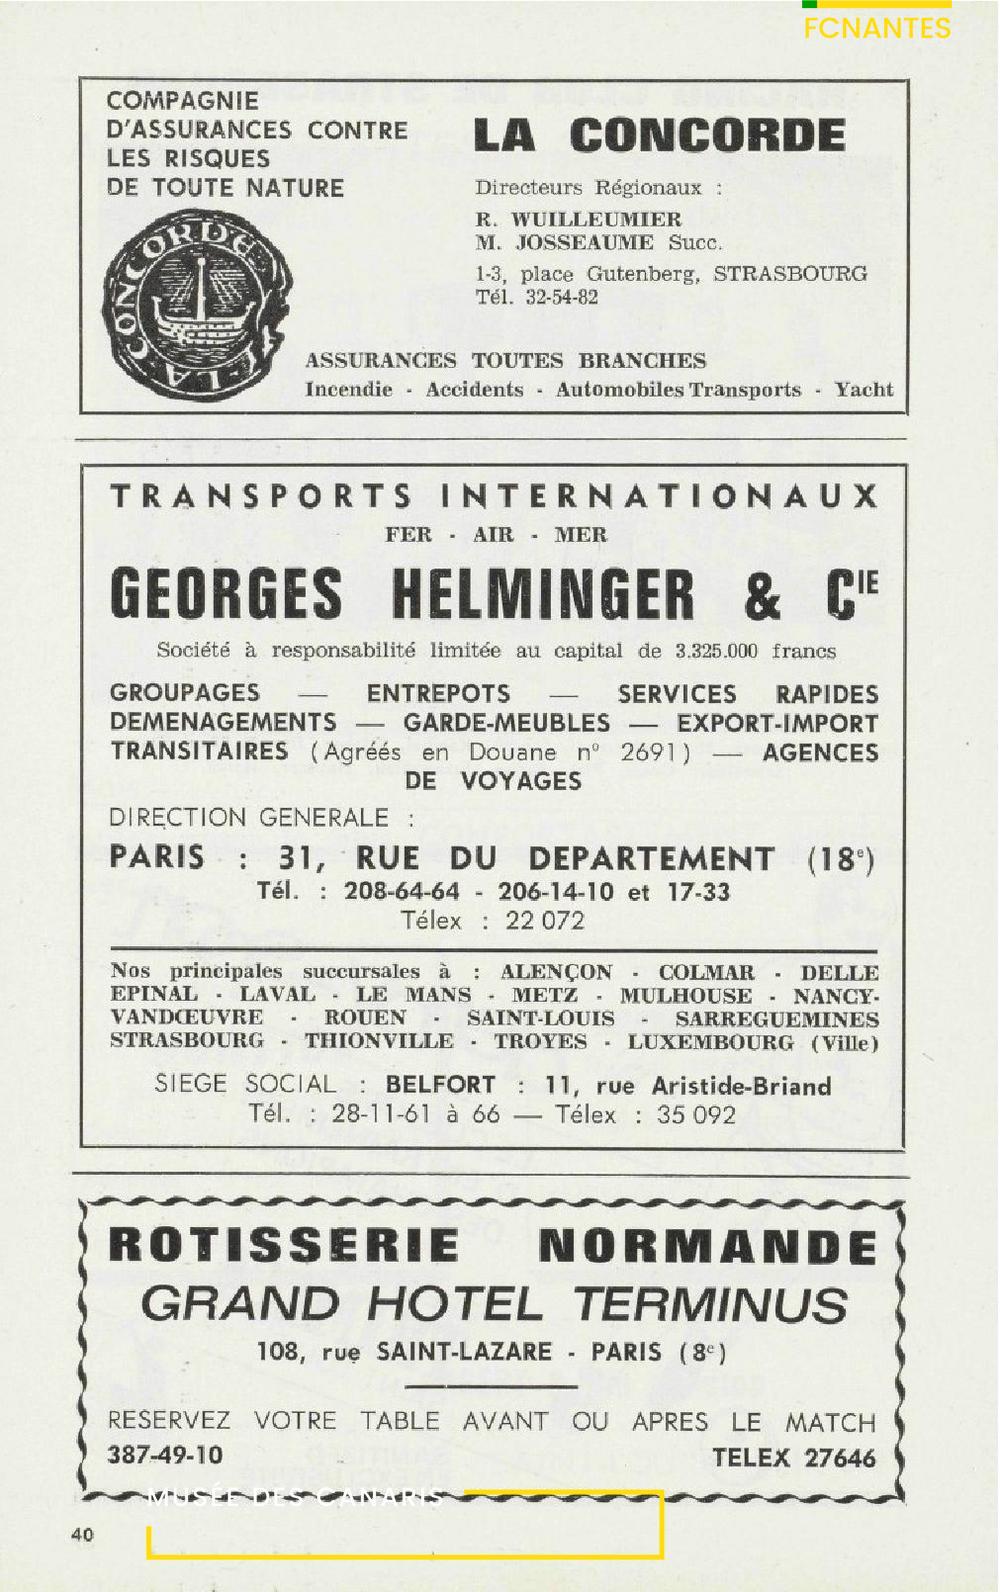 FCNANTES
COMPAGNIE
D'ASSURANCES CONTRE
LES RISQUES
DE TOUTE NATURE
LA CONCORDE
LA CONCORDE
Directeurs Régionaux :
R. WUILLEUMIER
M. JOSSEAUME Succ.
1-3, place Gutenberg, STRASBOURG
Tél. 32-54-82
ASSURANCES TOUTES BRANCHES
Incendie - Accidents - Automobiles Transports - Yacht
TRANSPORTS INTERNATIONAUX
FER - AIR - MER
GEORGES HELMINGER & CIE
Société à responsabilité limitée au capital de 3.325.000 francs
GROUPAGES — ENTREPOTS — SERVICES RAPIDES
DEMENAGEMENTS — GARDE-MEUBLES — EXPORT-IMPORT
TRANSITAIRES (Agréés en Douane n° 2691) — AGENCES
DE VOYAGES
DIRECTION GENERALE :
PARIS : 31, RUE DU DEPARTEMENT (18e)
Tél. : 208-64-64 - 206-14-10 et 17-33
Télex : 22 072
Nos principales succursales à : ALENÇON - COLMAR - DELLE
EPINAL - LAVAL - LE MANS - METZ - MULHOUSE - NANCY-
VANDŒUVRE - ROUEN - SAINT-LOUIS - SARREGUEMINES
STRASBOURG - THIONVILLE - TROYES - LUXEMBOURG (Ville)
SIEGE SOCIAL : BELFORT : 11, rue Aristide-Briand
Tél. : 28-11-61 à 66 — Télex : 35 092
ROTISSERIE NORMANDE
GRAND HOTEL TERMINUS
108, rue SAINT-LAZARE - PARIS (8e)
RESERVEZ VOTRE TABLE AVANT OU APRES LE MATCH
387-49-10 TELEX 27646
MUSÉE DES CANARIS
40